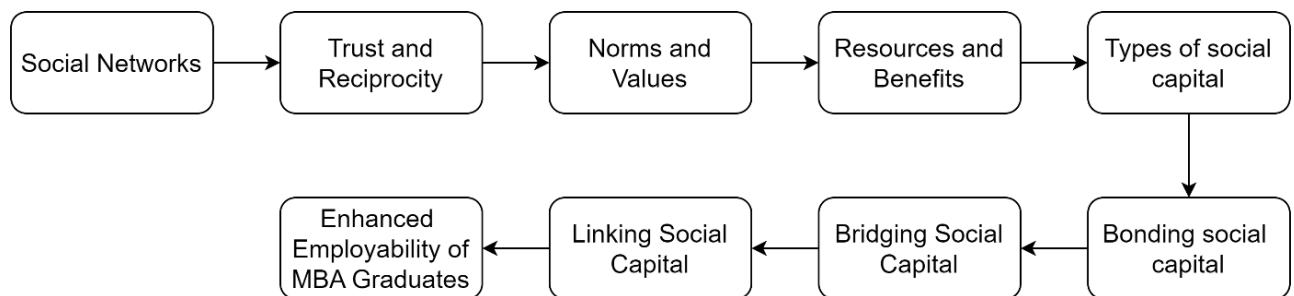 Social Networks
Trust and
Reciprocity
Norms and
Values
Resources and
Benefits
Types of social
capital
Bonding social
capital
Bridging Social
Capital
Linking Social
Capital
Enhanced
Employability of
MBA Graduates